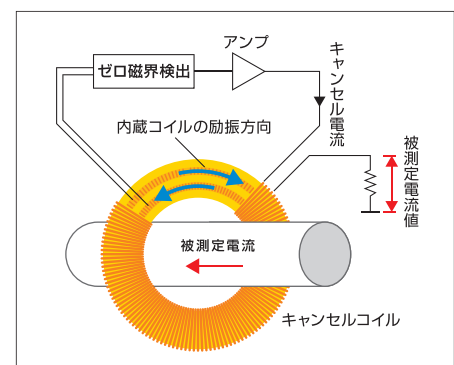 アンプ
ゼロ磁界検出
キャンセル電流
内蔵コイルの励振方向
被測定電流値
被測定電流
キャンセルコイル